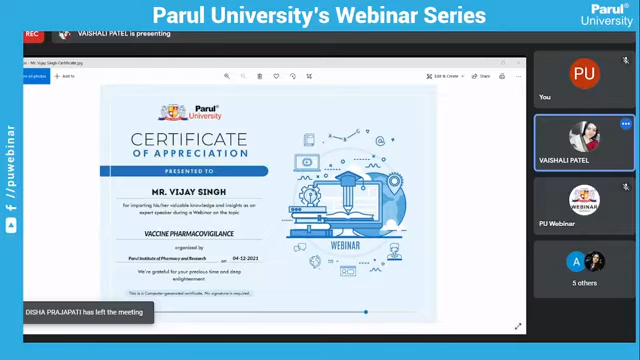 Parul University's Webinar Series
Parul®
University
REC
VAISHALI PATEL is presenting
- Mr. Vijay Singh Certificate.jpg
all photos
Add to
Edit & Create
Share
Parul®
University
CERTIFICATE
OF APPRECIATION
PRESENTED TO
MR. VIJAY SINGH
for imparting his/her valuable knowledge and insights as an
expert speaker during a Webinar on the topic
VACCINE PHARMACOVIGILANCE
organized by
Parul Institute of Pharmacy and Research on 04-12-2021
We're grateful for your precious time and deep
enlightenment.
This is a Computer-generated certificate. No signature is required.
WEBINAR
DISHA PRAJAPATI has left the meeting
PU
You
VAISHALI PATEL
WEBINAR
PU Webinar
A
5 others
//puwebinar